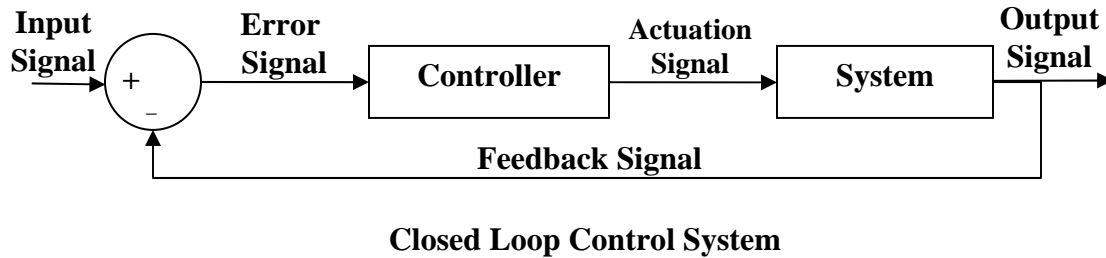 Input
Signal
Error
Signal
Actuation
Signal
Output
Signal
+
−
Controller
System
Feedback Signal
Closed Loop Control System